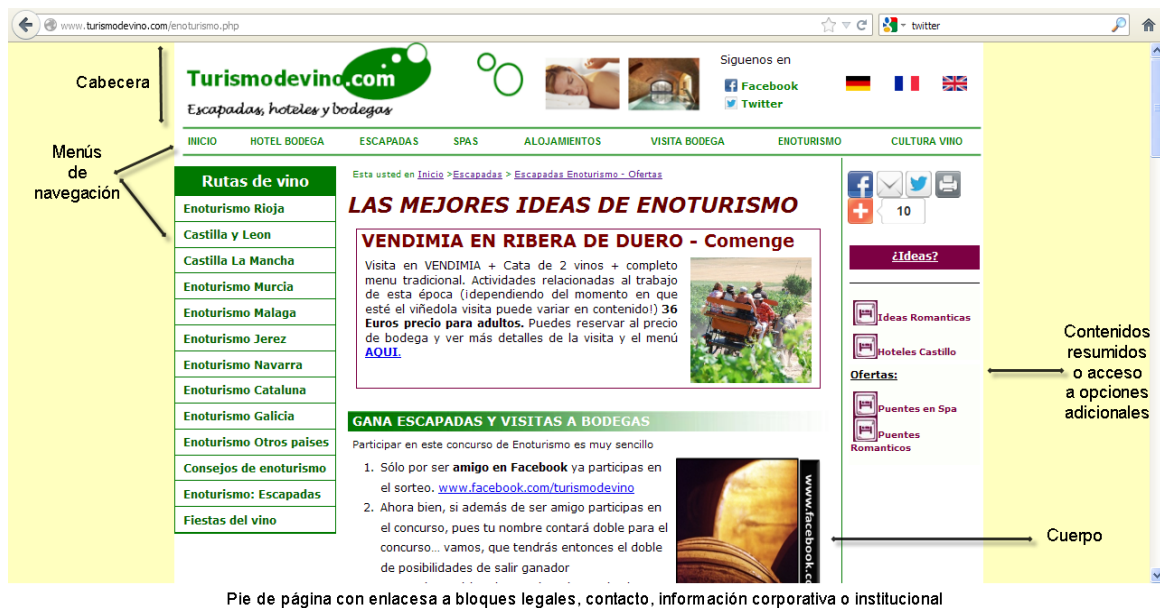 www.turismodevino.com/enoturismo.php
twitter
Cabecera
Turismodevino.com
Escapadas, hoteles y bodegas
Siguenos en
Facebook
Twitter
INICIO HOTEL BODEGA ESCAPADAS SPAS ALOJAMIENTOS VISITA BODEGA ENOTURISMO CULTURA VINO
Menús
de
navegación
Rutas de vino
Enoturismo Rioja
Castilla y Leon
Castilla La Mancha
Enoturismo Murcia
Enoturismo Malaga
Enoturismo Jerez
Enoturismo Navarra
Enoturismo Cataluna
Enoturismo Galicia
Enoturismo Otros paises
Consejos de enoturismo
Enoturismo: Escapadas
Fiestas del vino
Esta usted en Inicio >Escapadas > Escapadas Enoturismo - Ofertas
LAS MEJORES IDEAS DE ENOTURISMO
VENDIMIA EN RIBERA DE DUERO - Comenge
Visita en VENDIMIA + Cata de 2 vinos + completo
menu tradicional. Actividades relacionadas al trabajo
de esta época (¡dependiendo del momento en que
esté el viñedola visita puede variar en contenido!) 36
Euros precio para adultos. Puedes reservar al precio
de bodega y ver más detalles de la visita y el menú
AQUI.
GANA ESCAPADAS Y VISITAS A BODEGAS
Participar en este concurso de Enoturismo es muy sencillo
1. Sólo por ser amigo en Facebook ya participas en
el sorteo. www.facebook.com/turismodevino
2. Ahora bien, si además de ser amigo participas en
el concurso, pues tu nombre contará doble para el
concurso... vamos, que tendrás entonces el doble
de posibilidades de salir ganador
www.facebook.co
10
¿Ideas?
Ideas Romanticas
Hoteles Castillo
Ofertas:
Puentes en Spa
Puentes
Romanticos
Contenidos
resumidos
o acceso
a opciones
adicionales
Cuerpo
Pie de página con enlacesa a bloques legales, contacto, información corporativa o institucional